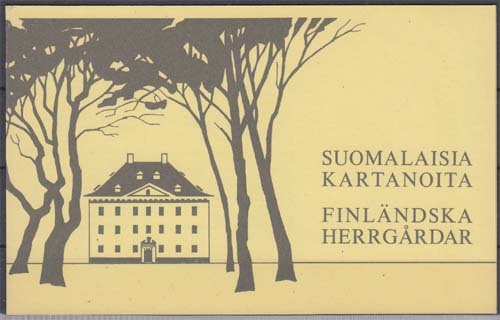 SUOMALAISIA
KARTANOITA
FINLÄNDSKA
HERRGÅRDAR